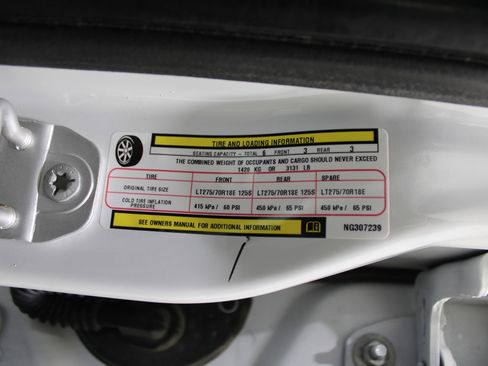 TIRE AND LOADING INFORMATION
SEATING CAPACITY - TOTAL 6 FRONT 3 REAR 3
THE COMBINED WEIGHT OF OCCUPANTS AND CARGO SHOULD NEVER EXCEED
1420 KG OR 3131 LB
TIRE FRONT REAR SPARE
ORIGINAL TIRE SIZE LT275/70R18E 125S LT275/70R18E 125S LT275/70R18E
COLD TIRE INFLATION PRESSURE 415 kPa / 60 PSI 450 kPa / 65 PSI 450 kPa / 65 PSI
SEE OWNERS MANUAL FOR ADDITIONAL INFORMATION NG307239